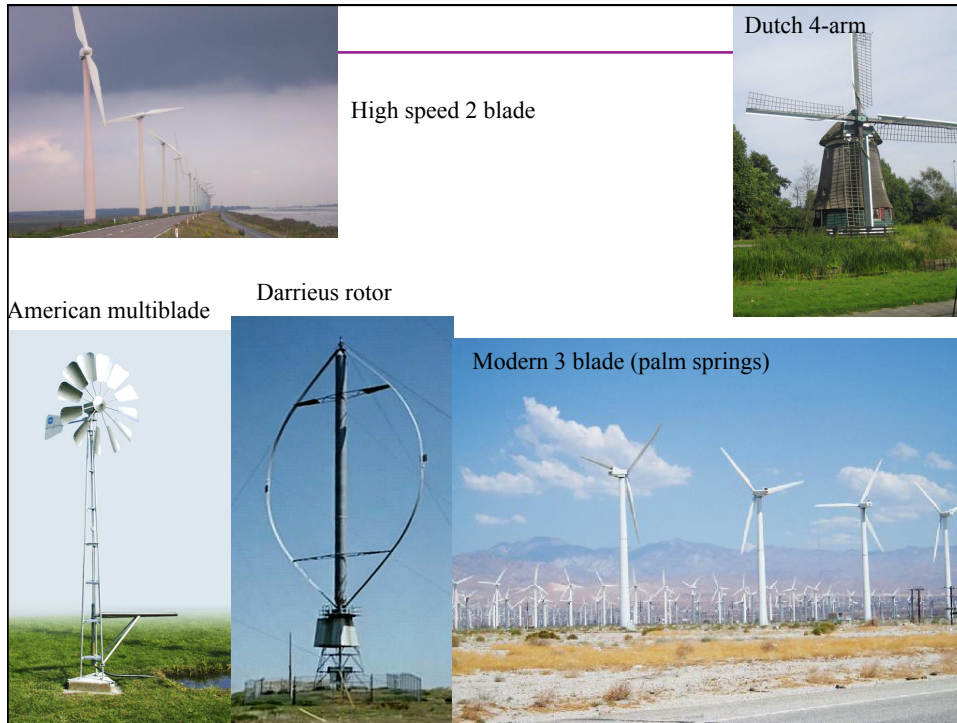 Dutch 4-arm
High speed 2 blade
Darrieus rotor
American multiblade
Modern 3 blade (palm springs)